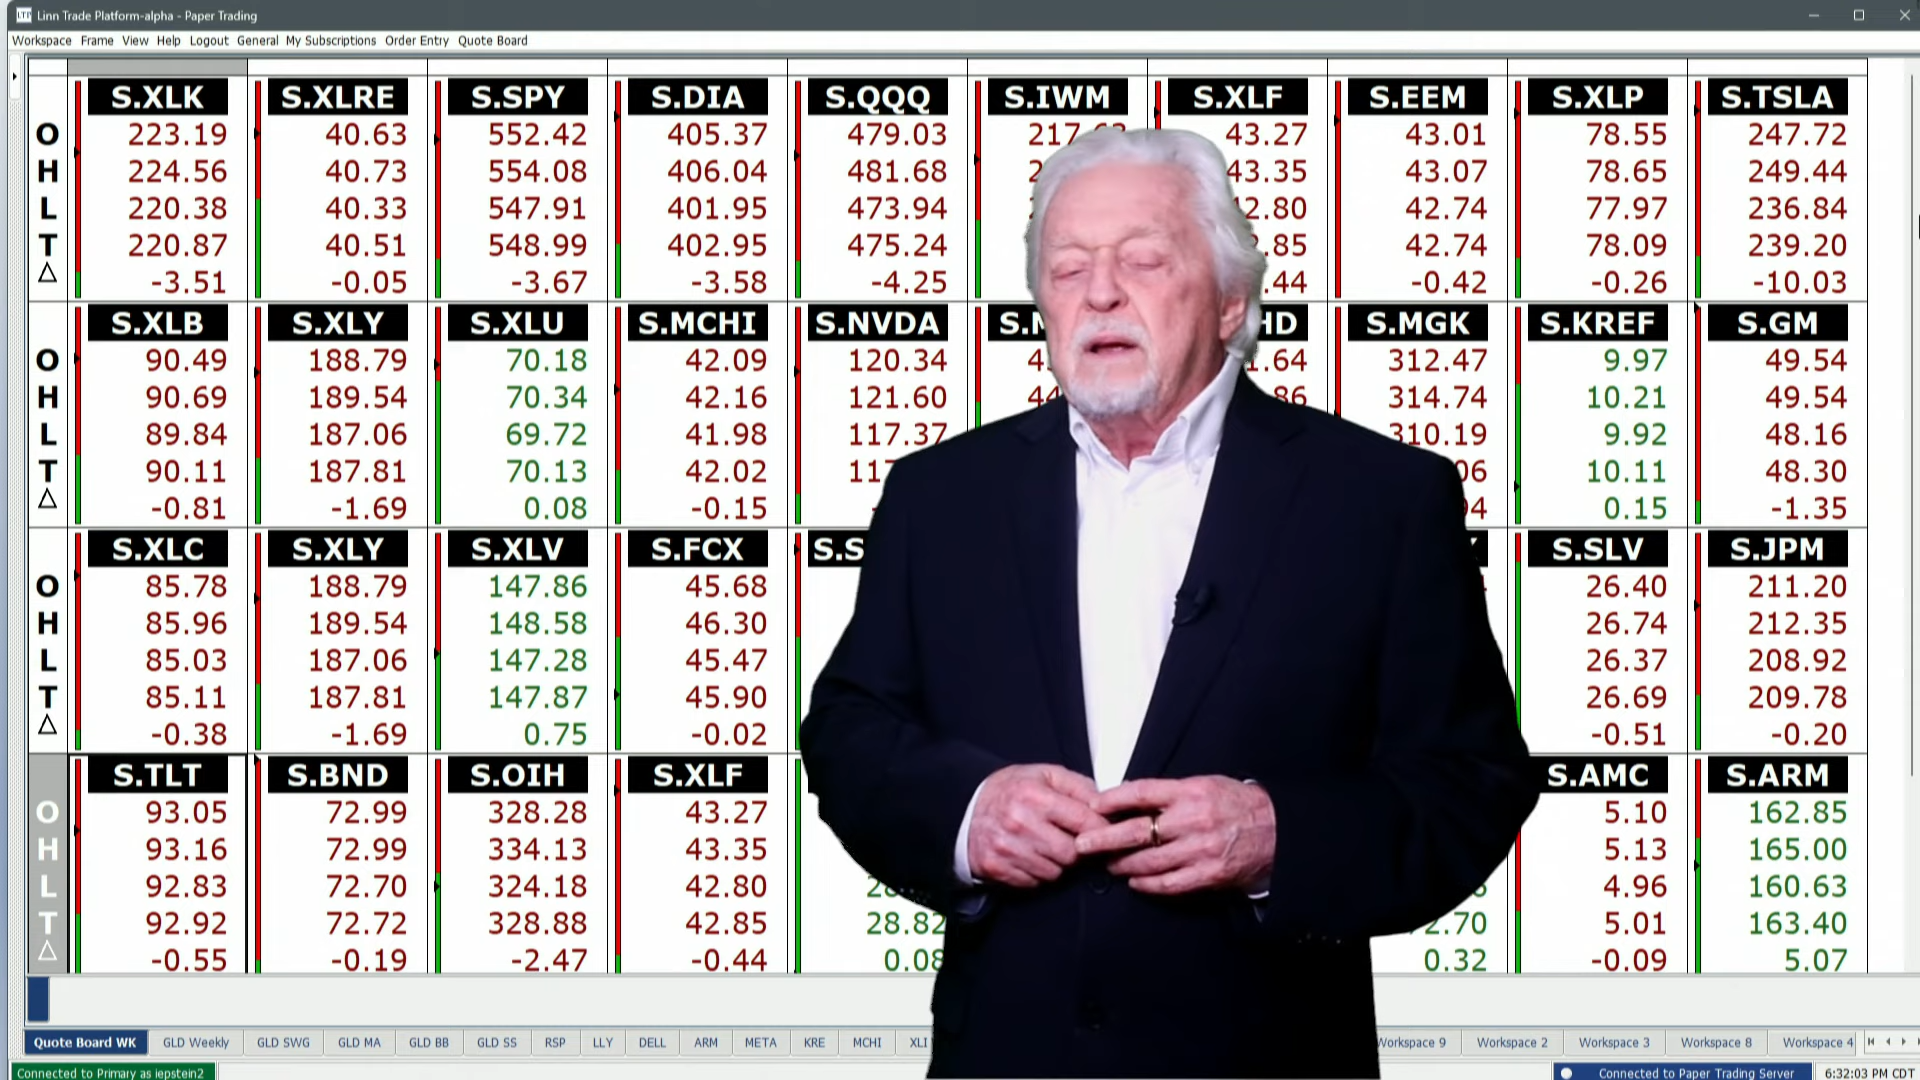 Linn Trade Platform-alpha - Paper Trading
Workspace Frame View Help Logout General My Subscriptions Order Entry Quote Board
S.XLK S.XLRE S.SPY S.DIA S.QQQ S.IWM S.XLF S.EEM S.XLP S.TSLA
O 223.19 40.63 552.42 405.37 479.03 43.27 43.01 78.55 247.72
H 224.56 40.73 554.08 406.04 481.68 43.35 43.07 78.65 249.44
L 220.38 40.33 547.91 401.95 473.94 42.74 77.97 236.84
T 220.87 40.51 548.99 402.95 475.24 42.74 78.09 239.20
△ -3.51 -0.05 -3.67 -3.58 -4.25 -0.42 -0.26 -10.03
S.XLB S.XLY S.XLU S.MCHI S.NVDA S.MGK S.KREF S.GM
O 90.49 188.79 70.18 42.09 120.34 312.47 9.97 49.54
H 90.69 189.54 70.34 42.16 121.60 314.74 10.21 49.54
L 89.84 187.06 69.72 41.98 117.37 310.19 9.92 48.16
T 90.11 187.81 70.13 42.02 10.11 48.30
△ -0.81 -1.69 0.08 -0.15 0.15 -1.35
S.XLC S.XLY S.XLV S.FCX S.SLV S.JPM
O 85.78 188.79 147.86 45.68 26.40 211.20
H 85.96 189.54 148.58 46.30 26.74 212.35
L 85.03 187.06 147.28 45.47 26.37 208.92
T 85.11 187.81 147.87 45.90 26.69 209.78
△ -0.38 -1.69 0.75 -0.02 -0.51 -0.20
S.TLT S.BND S.OIH S.XLF S.AMC S.ARM
O 93.05 72.99 328.28 43.27 5.10 162.85
H 93.16 72.99 334.13 43.35 5.13 165.00
L 92.83 72.70 324.18 42.80 4.96 160.63
T 92.92 72.72 328.88 42.85 28.82 5.01 163.40
△ -0.55 -0.19 -2.47 -0.44 0.08 0.32 -0.09 5.07
Quote Board WK GLD Weekly GLD SWG GLD MA GLD BB GLD SS RSP LLY DELL ARM META KRE MCHI XLI Workspace 9 Workspace 2 Workspace 3 Workspace 8 Workspace 4
Connected to Primary as iepstein2 Connected to Paper Trading Server 6:32:03 PM CDT